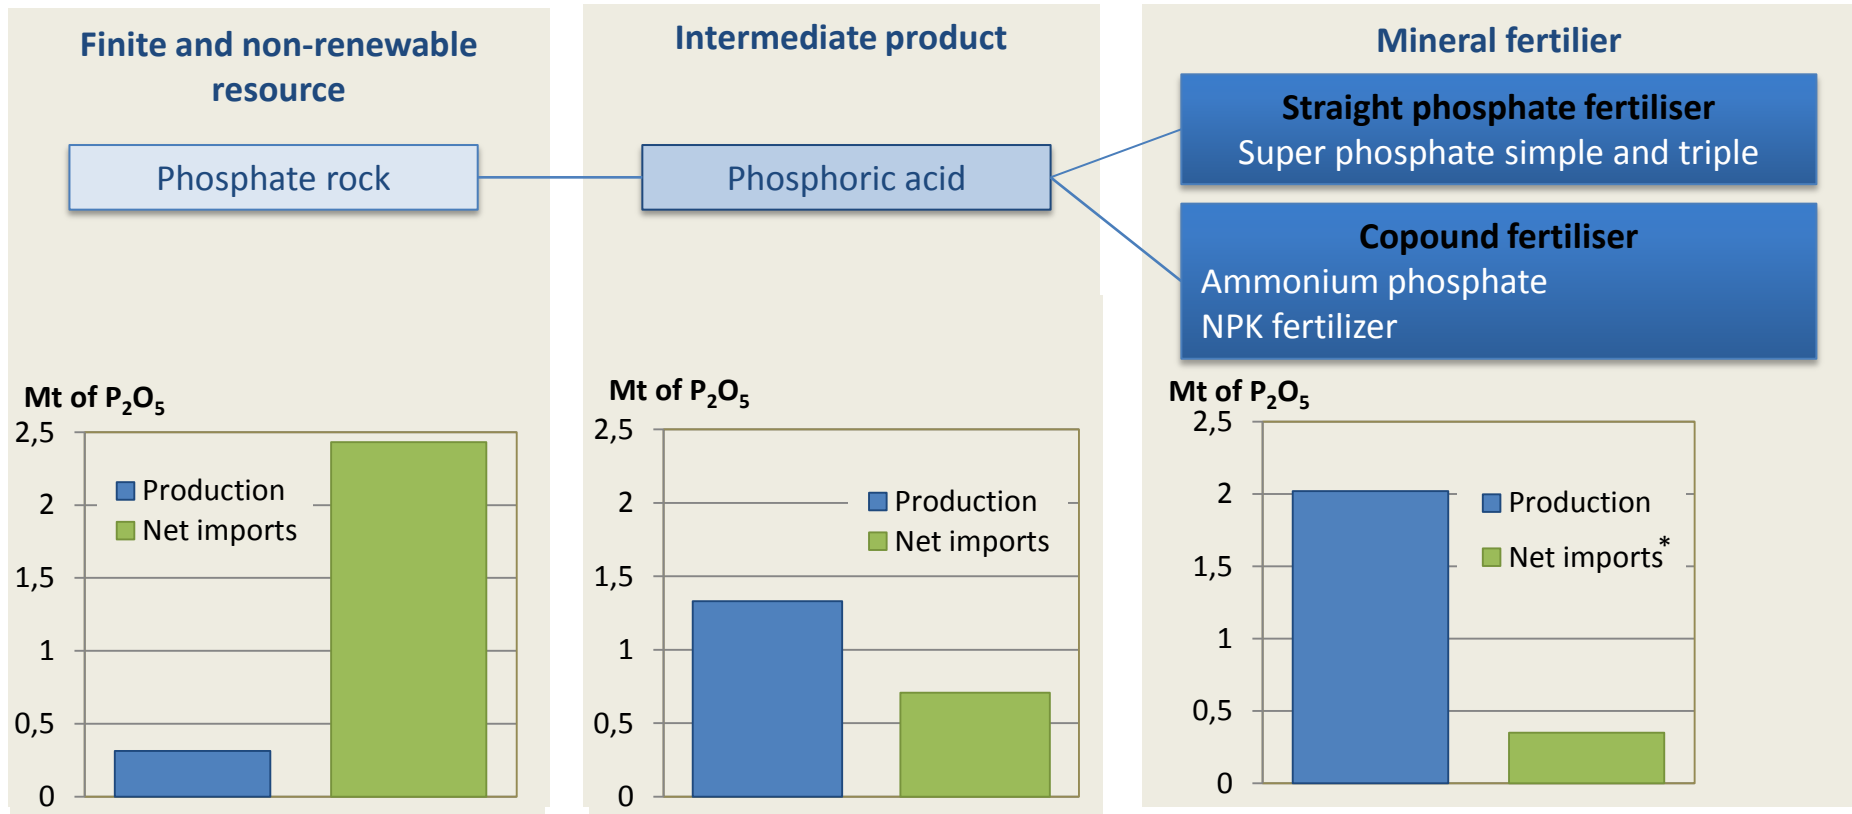 Finite and non-renewable
resource
Phosphate rock
Mt of P₂O₅
2,5
2
1,5
1
0,5
0
Production
Net imports
Intermediate product
Phosphoric acid
Mt of P₂O₅
2,5
2
1,5
1
0,5
0
Production
Net imports
Mineral fertilier
Straight phosphate fertiliser
Super phosphate simple and triple
Copound fertiliser
Ammonium phosphate
NPK fertilizer
Mt of P₂O₅
2,5
2
1,5
1
0,5
0
Production
Net imports*